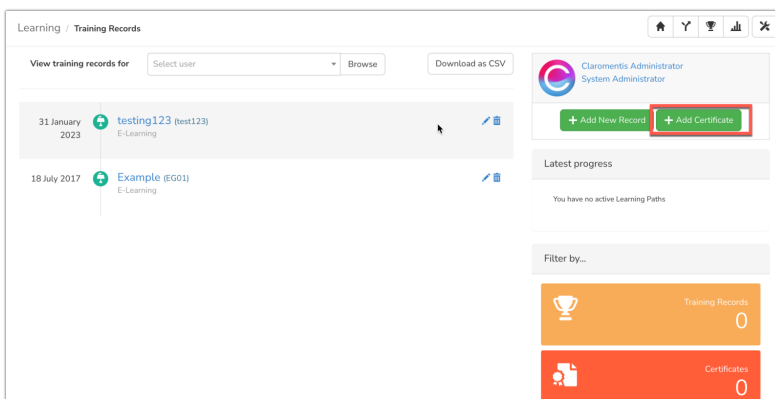 Learning / Training Records
View training records for
Select user
Browse
Download as CSV
Claromentis Administrator
System Administrator
+ Add New Record
+ Add Certificate
31 January 2023
testing123 (test123)
E-Learning
18 July 2017
Example (EG01)
E-Learning
Latest progress
You have no active Learning Paths
Filter by...
Training Records
0
Certificates
0